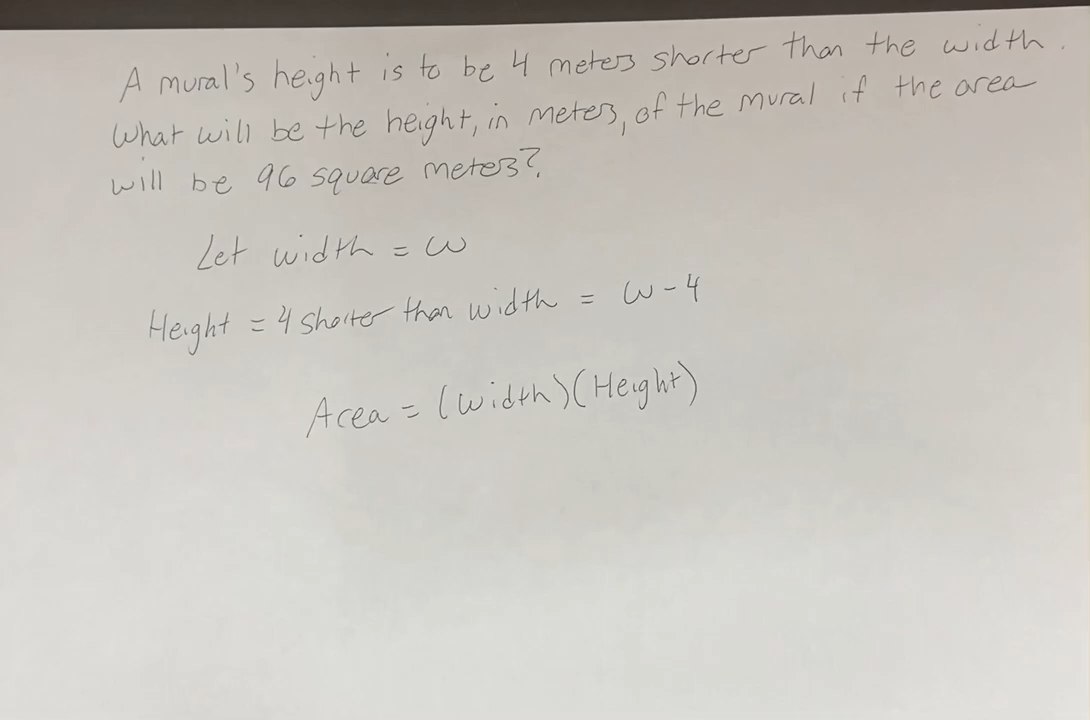 A mural's height is to be 4 meters shorter than the width.
What will be the height, in meters, of the mural if the area
will be 96 square meters?
Let width = w
Height = 4 shorter than width = w - 4
Area = (width)(Height)